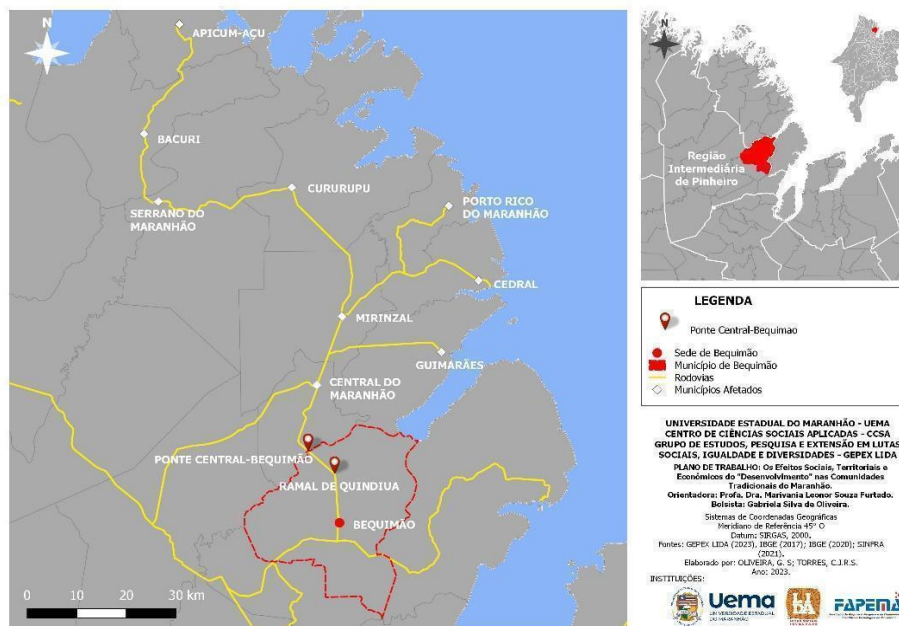 N
APICUM-AÇU
BACURI
CURURUPU
SERRANO DO
MARANHÃO
PORTO RICO
DO MARANHÃO
CEDRAL
MIRINZAL
GUIMARÃES
CENTRAL DO
MARANHÃO
PONTE CENTRAL-BEQUIMÃO
RAMAL DE QUINDIUA
BEQUIMÃO
0 10 20 30 km
N
Região
Intermediária
de Pinheiro
LEGENDA
Ponte Central-Bequimao
Sede de Bequimão
Município de Bequimão
Rodovias
Municípios Afetados
UNIVERSIDADE ESTADUAL DO MARANHÃO - UEMA
CENTRO DE CIÊNCIAS SOCIAIS APLICADAS - CCSA
GRUPO DE ESTUDOS, PESQUISA E EXTENSÃO EM LUTAS
SOCIAIS, IGUALDADE E DIVERSIDADES - GEPEX LIDA
PLANO DE TRABALHO: Os Efeitos Sociais, Territoriais e
Econômicos do "Desenvolvimento" nas Comunidades
Tradicionais do Maranhão.
Orientadora: Profa. Dra. Marivania Leonor Souza Furtado.
Bolsista: Gabriela Silva de Oliveira.
Sistemas de Coordenadas Geográficas
Meridiano de Referência 45° O
Datum: SIRGAS, 2000.
Fontes: GEPEX LIDA (2023), IBGE (2017); IBGE (2020); SINFRA
(2021).
Elaborado por: OLIVEIRA, G. S; TORRES, C.J.R.S.
Ano: 2023.
INSTITUIÇÕES:
Uema
UNIVERSIDADE ESTADUAL
DO MARANHÃO
LIDA
FAPEMA